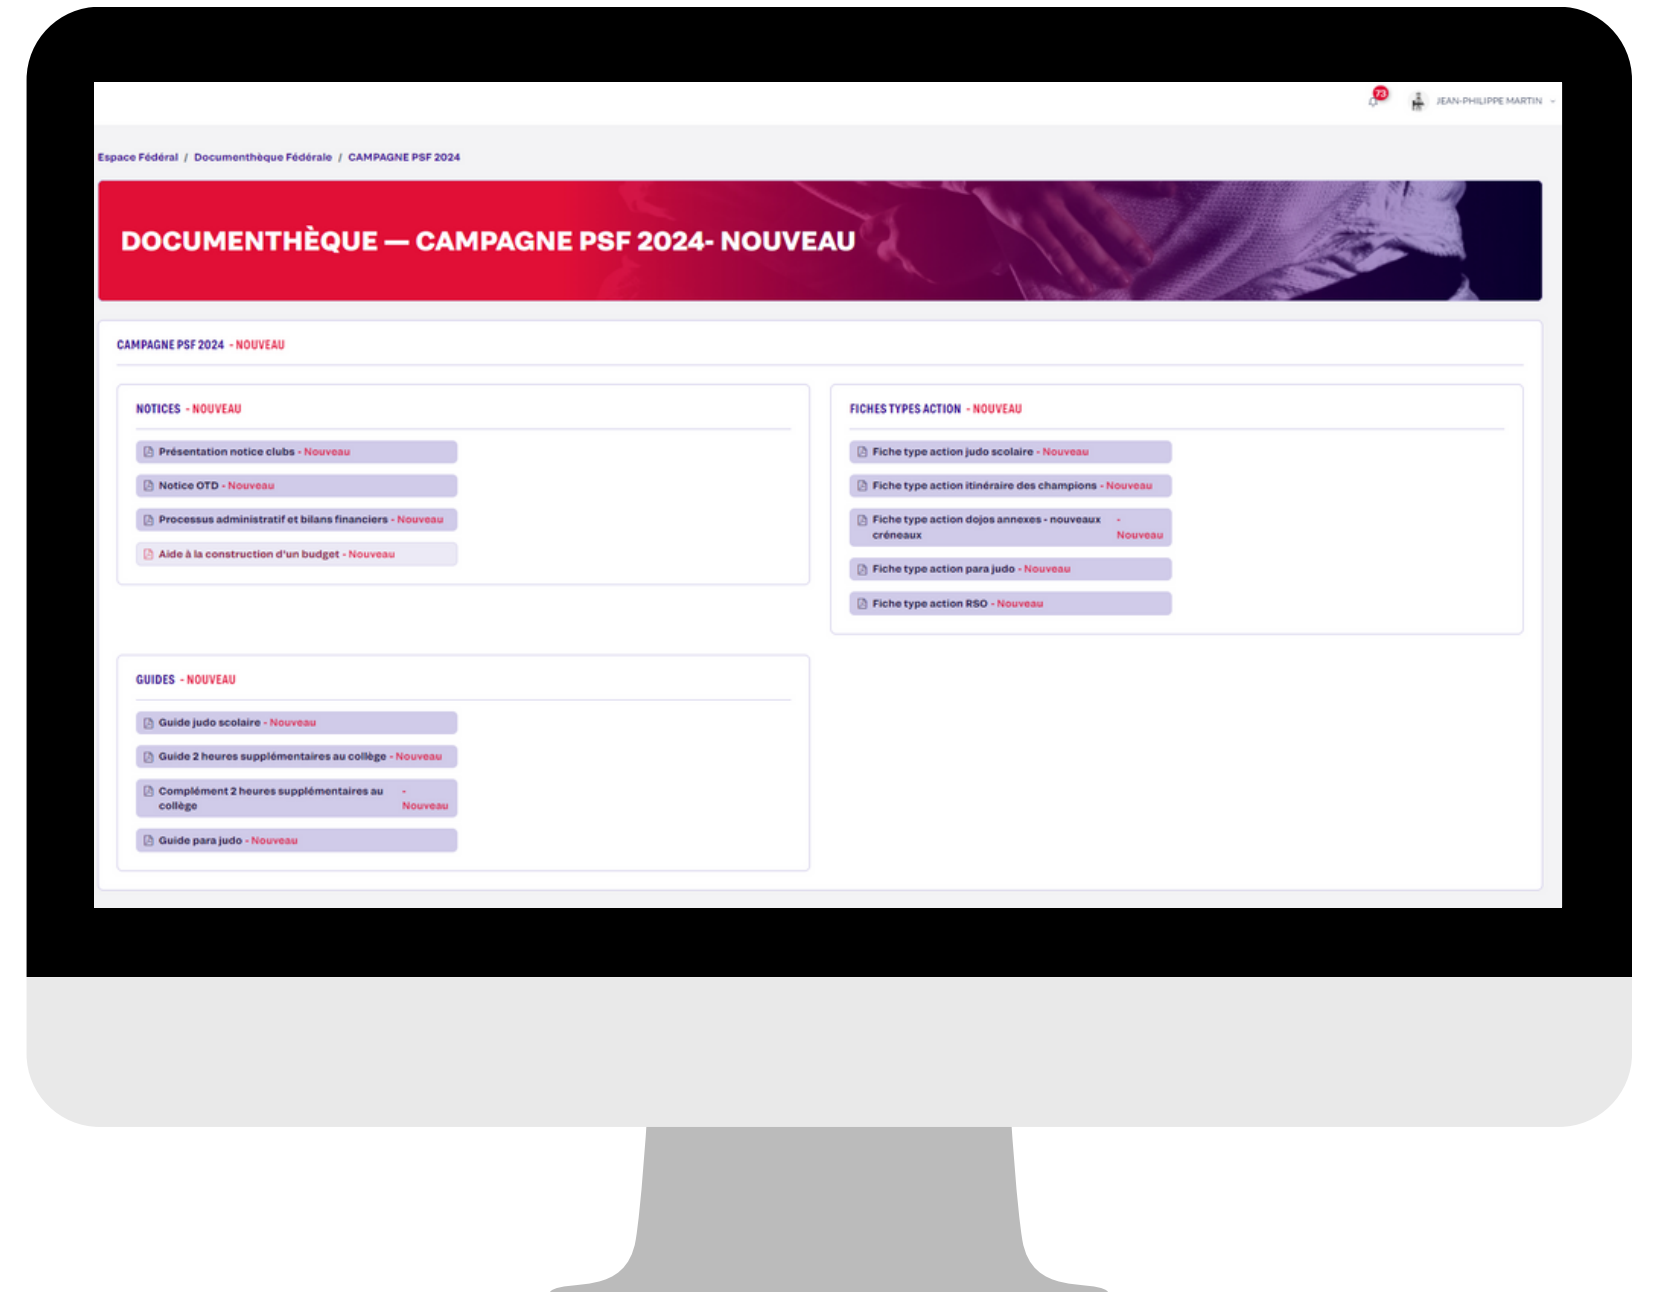 73
JEAN-PHILIPPE MARTIN
Espace Fédéral / Documenthèque Fédérale / CAMPAGNE PSF 2024
DOCUMENTHÈQUE — CAMPAGNE PSF 2024- NOUVEAU
CAMPAGNE PSF 2024 - NOUVEAU
NOTICES - NOUVEAU
Présentation notice clubs - Nouveau
Notice OTD - Nouveau
Processus administratif et bilans financiers - Nouveau
Aide à la construction d'un budget - Nouveau
FICHES TYPES ACTION - NOUVEAU
Fiche type action judo scolaire - Nouveau
Fiche type action itinéraire des champions - Nouveau
Fiche type action dojos annexes - nouveaux -
créneaux Nouveau
Fiche type action para judo - Nouveau
Fiche type action RSO - Nouveau
GUIDES - NOUVEAU
Guide judo scolaire - Nouveau
Guide 2 heures supplémentaires au collège - Nouveau
Complément 2 heures supplémentaires au -
collège Nouveau
Guide para judo - Nouveau